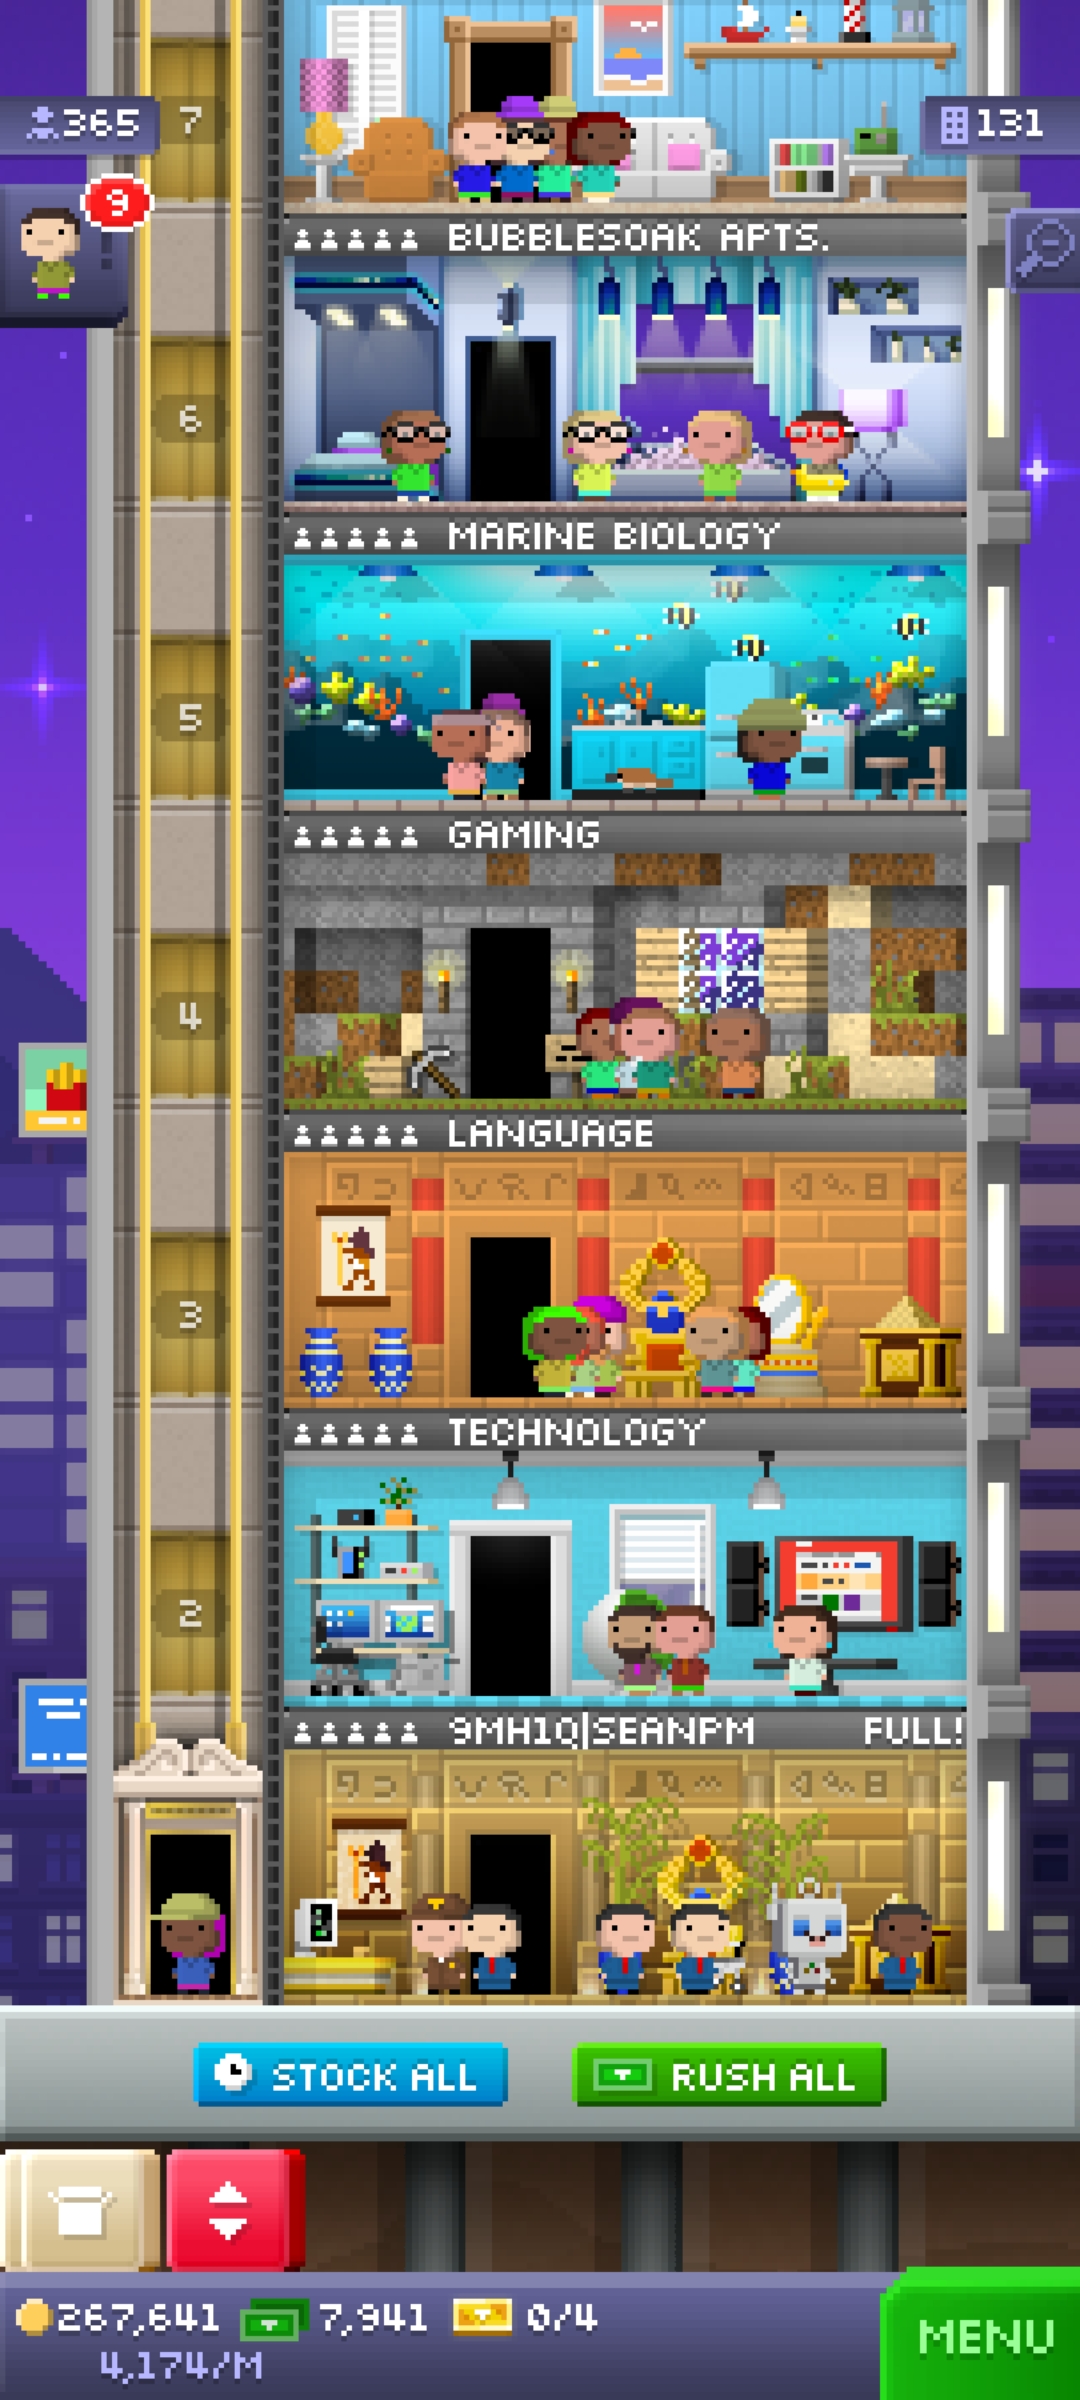 7
365
131
9
BUBBLESOAK APTS.
6
MARINE BIOLOGY
5
GAMING
4
LANGUAGE
3
TECHNOLOGY
2
9MH1Q|SEANPM FULL!
STOCK ALL
RUSH ALL
267,641 7,941 0/4
4,174/M
MENU